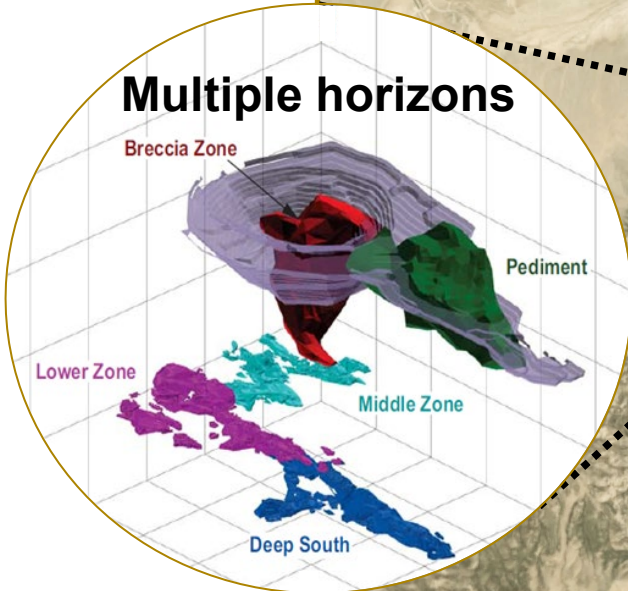 Multiple horizons
Breccia Zone
Pediment
Lower Zone
Middle Zone
Deep South